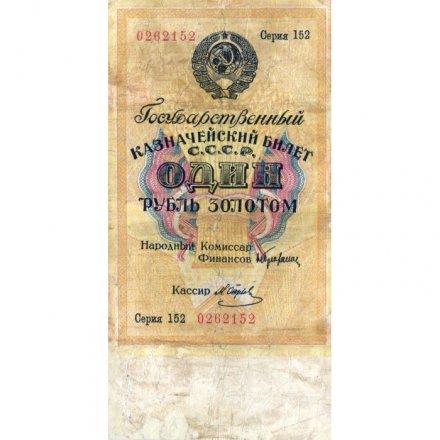 0262152 Серия 152
Государственный
КАЗНАЧЕЙСКИЙ БИЛЕТ
С.С.С.Р.
ОДИН
РУБЛЬ ЗОЛОТОМ
Народный Комиссар
Финансов
Кассир
Серия 152 0262152